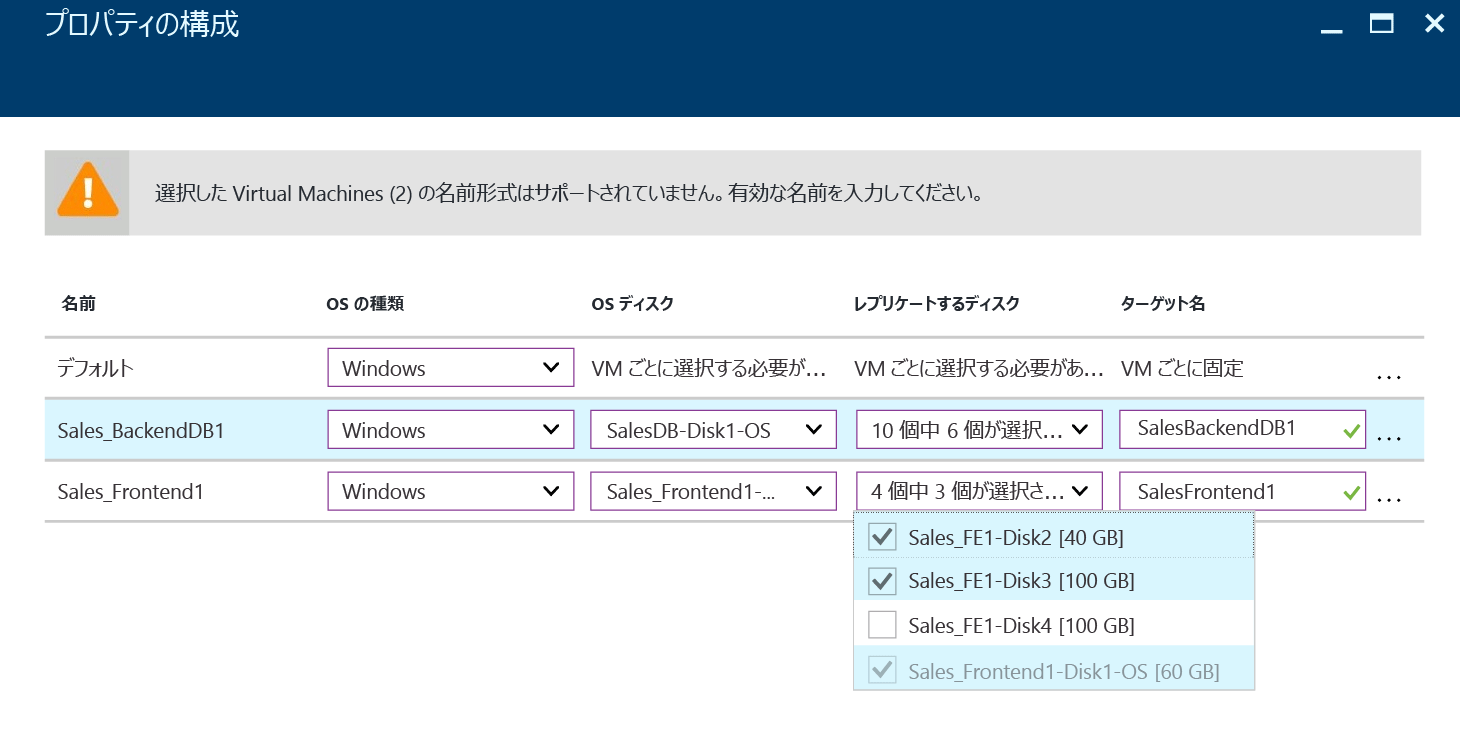 プロパティの構成
選択した Virtual Machines (2) の名前形式はサポートされていません。有効な名前を入力してください。
名前 OS の種類 OS ディスク レプリケートするディスク ターゲット名
デフォルト Windows VM ごとに選択する必要が... VM ごとに選択する必要があ... VM ごとに固定 ...
Sales_BackendDB1 Windows SalesDB-Disk1-OS 10 個中 6 個が選択... SalesBackendDB1 ...
Sales_Frontend1 Windows Sales_Frontend1-... 4 個中 3 個が選択さ... SalesFrontend1 ...
Sales_FE1-Disk2 [40 GB]
Sales_FE1-Disk3 [100 GB]
Sales_FE1-Disk4 [100 GB]
Sales_Frontend1-Disk1-OS [60 GB]